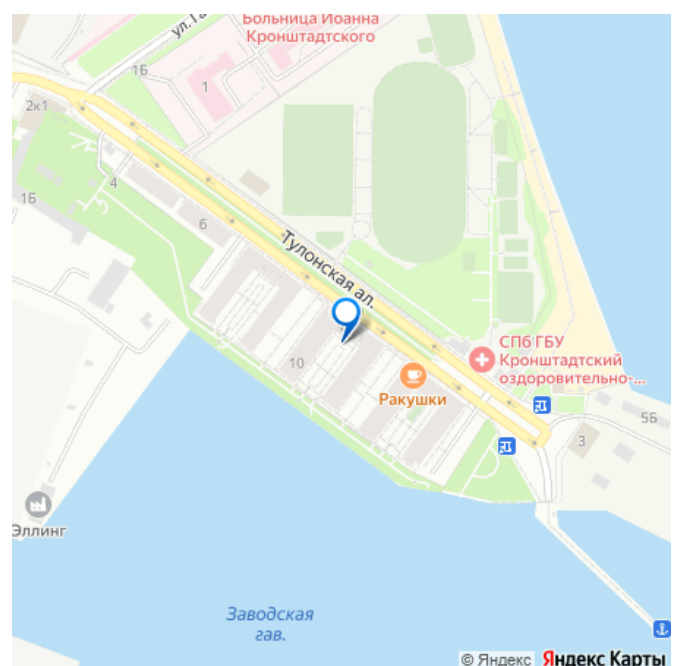 Больница Иоанна
Кронштадтского
ул. Га
1Б
1
2к1
4
1Б
6
Тулонская ал.
10
СПб ГБУ
Кронштадтский
оздоровительно-...
Ракушки
5Б
3
Эллинг
Заводская
гав.
© Яндекс Яндекс Карты